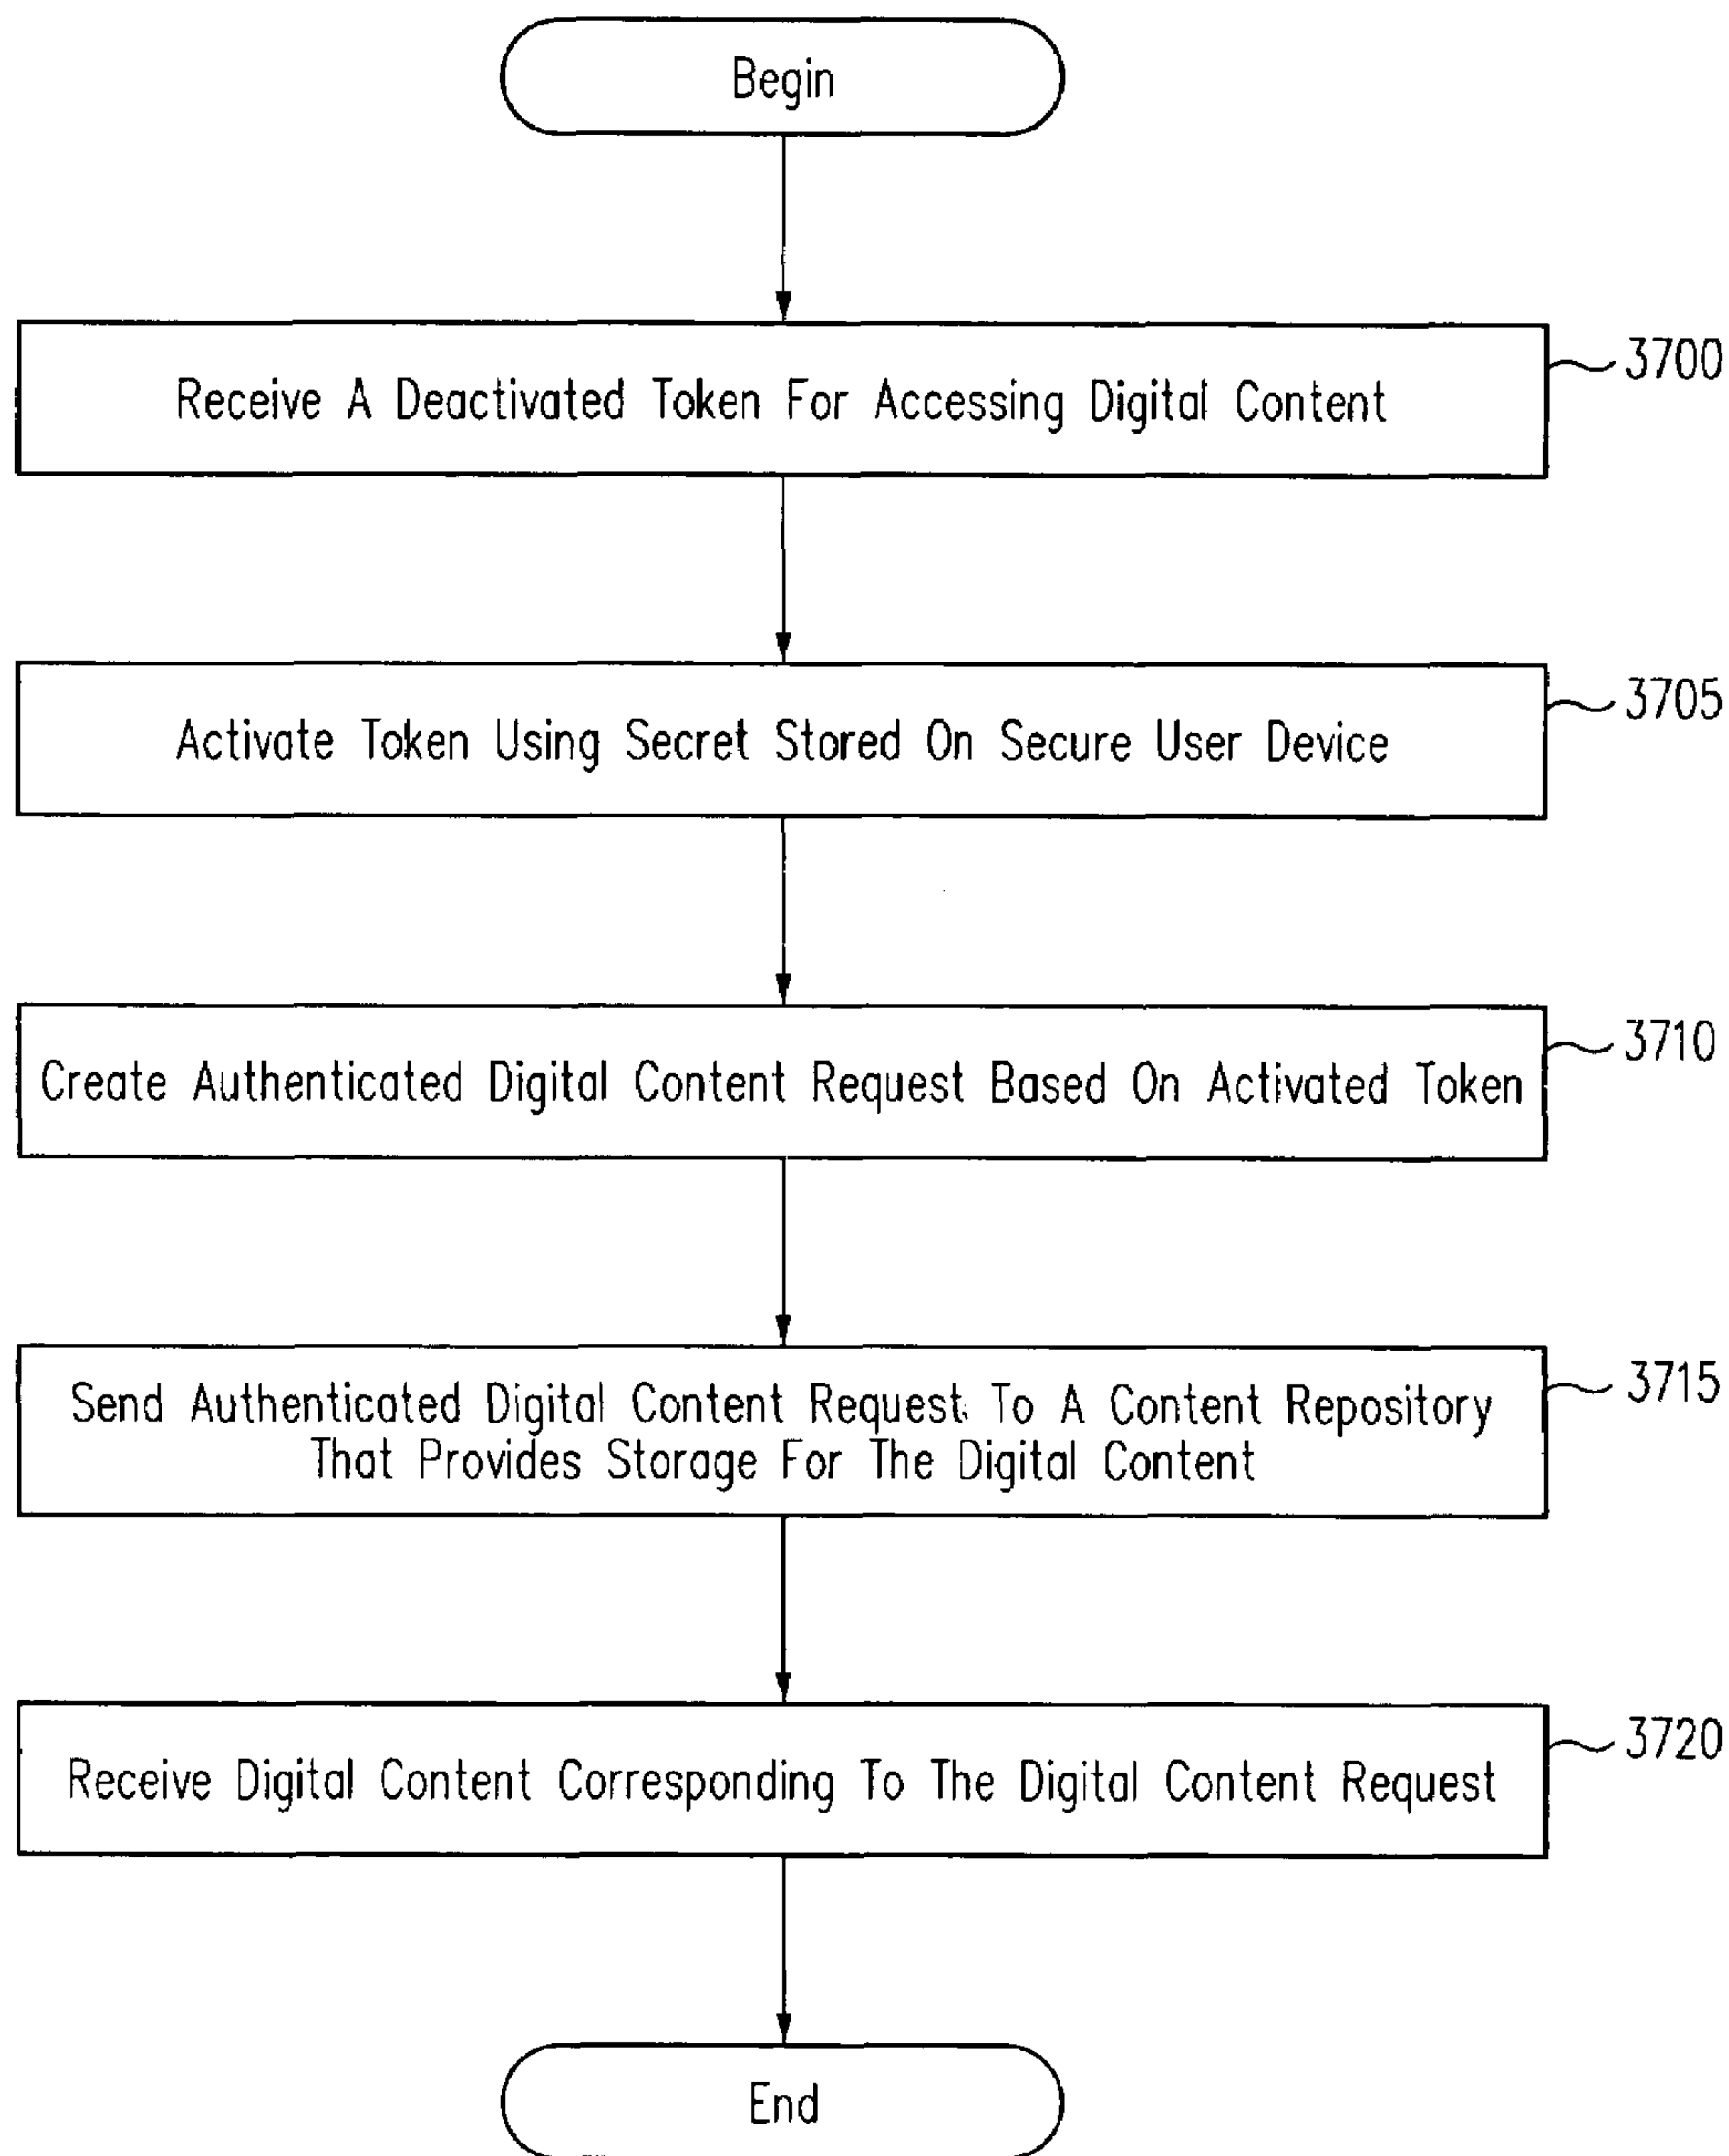 Begin
Receive A Deactivated Token For Accessing Digital Content
3700
Activate Token Using Secret Stored On Secure User Device
3705
Create Authenticated Digital Content Request Based On Activated Token
3710
Send Authenticated Digital Content Request To A Content Repository
That Provides Storage For The Digital Content
3715
Receive Digital Content Corresponding To The Digital Content Request
3720
End